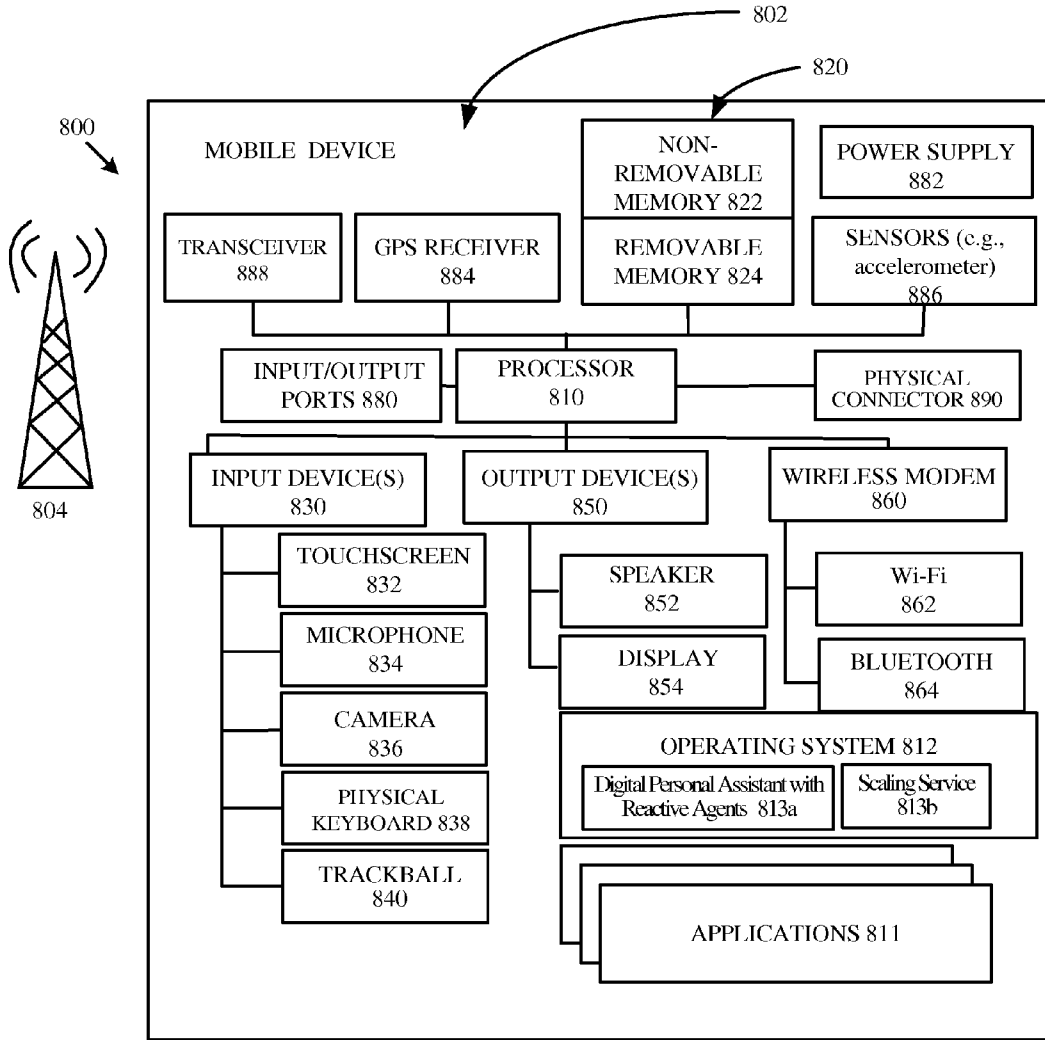 802
820
800
MOBILE DEVICE
NON-
REMOVABLE
MEMORY 822
POWER SUPPLY
882
TRANSCEIVER
888
GPS RECEIVER
884
REMOVABLE
MEMORY 824
SENSORS (e.g.,
accelerometer)
886
INPUT/OUTPUT
PORTS 880
PROCESSOR
810
PHYSICAL
CONNECTOR 890
804
INPUT DEVICE(S)
830
OUTPUT DEVICE(S)
850
WIRELESS MODEM
860
TOUCHSCREEN
832
SPEAKER
852
Wi-Fi
862
MICROPHONE
834
DISPLAY
854
BLUETOOTH
864
CAMERA
836
OPERATING SYSTEM 812
Digital Personal Assistant with
Reactive Agents 813a
Scaling Service
813b
PHYSICAL
KEYBOARD 838
TRACKBALL
840
APPLICATIONS 811